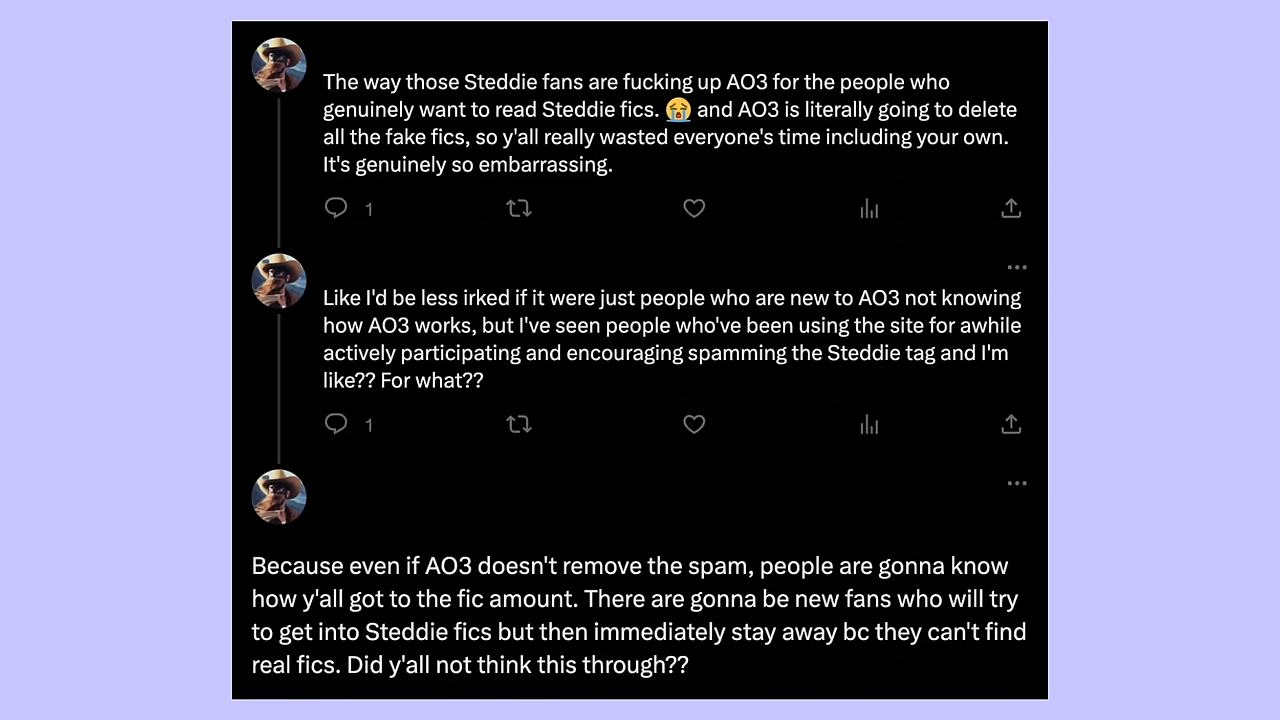 The way those Steddie fans are fucking up AO3 for the people who
genuinely want to read Steddie fics. 😭 and AO3 is literally going to delete
all the fake fics, so y'all really wasted everyone's time including your own.
It's genuinely so embarrassing.
1
Like I'd be less irked if it were just people who are new to AO3 not knowing
how AO3 works, but I've seen people who've been using the site for awhile
actively participating and encouraging spamming the Steddie tag and I'm
like?? For what??
1
Because even if AO3 doesn't remove the spam, people are gonna know
how y'all got to the fic amount. There are gonna be new fans who will try
to get into Steddie fics but then immediately stay away bc they can't find
real fics. Did y'all not think this through??